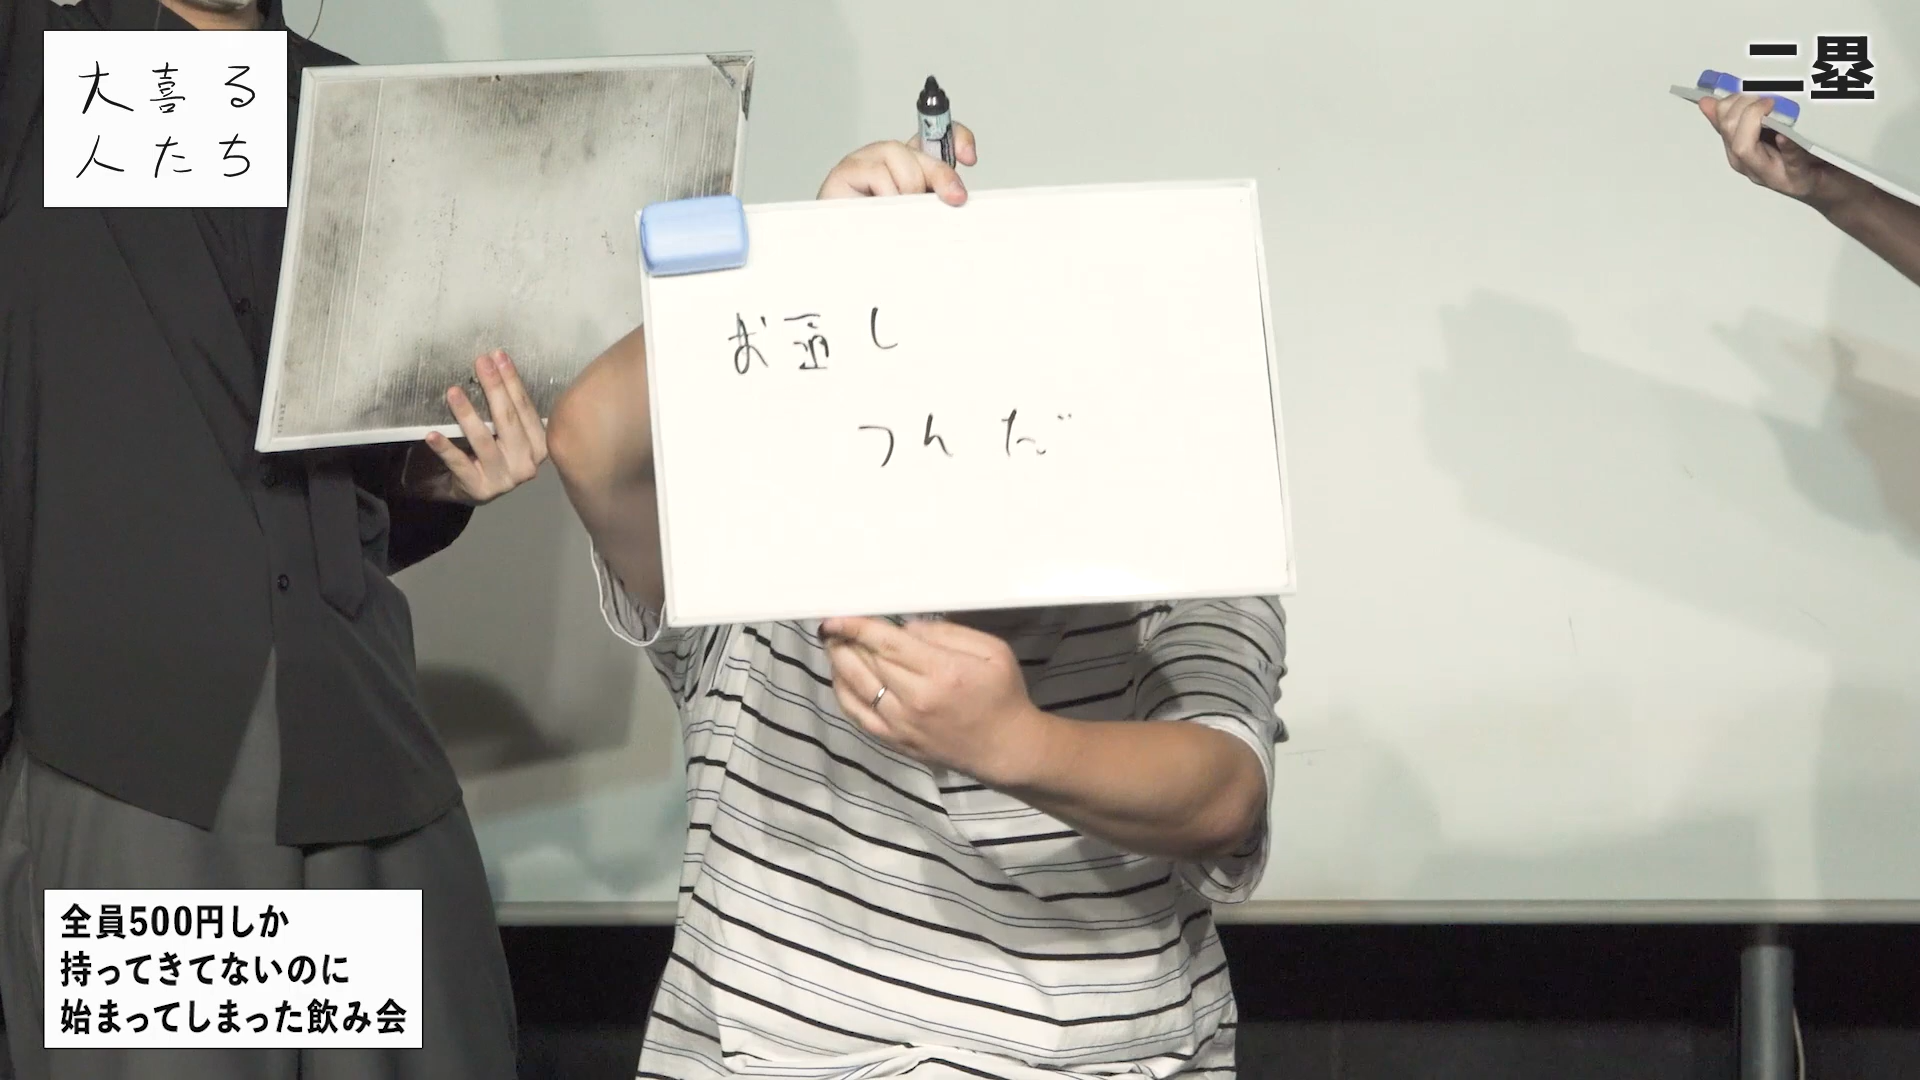 大喜る
人たち
二塁
お通し
つんだ
全員500円しか
持ってきてないのに
始まってしまった飲み会